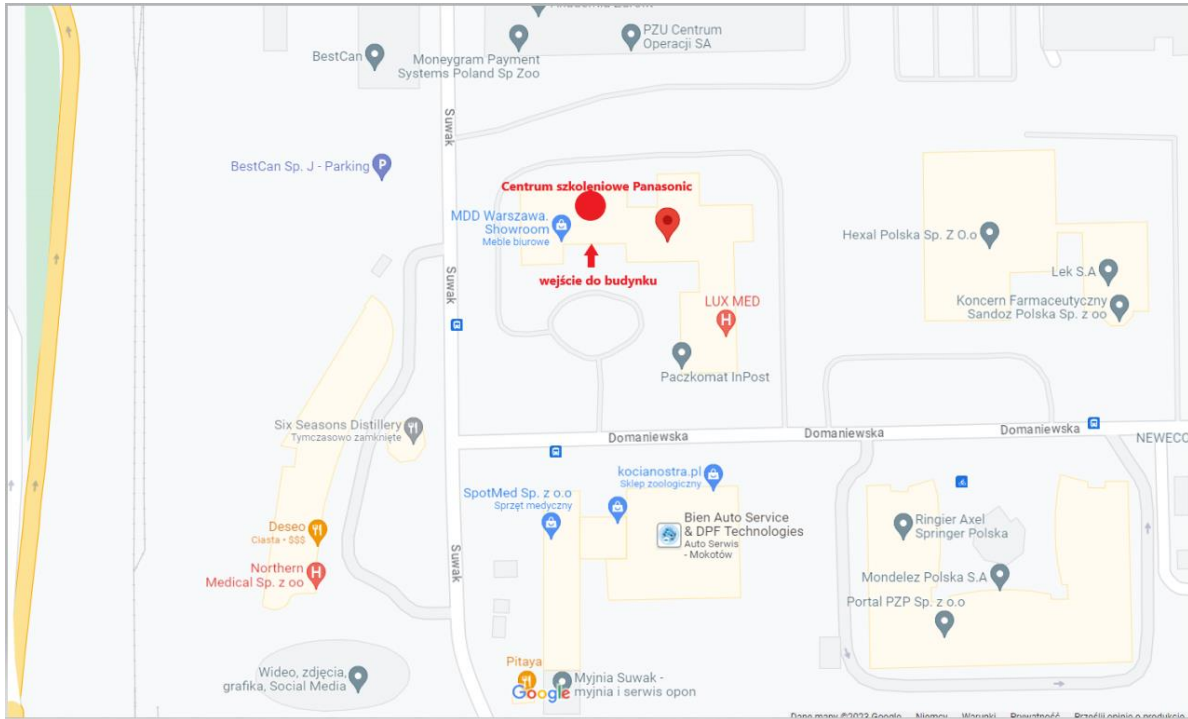 PZU Centrum
Operacji SA
BestCan
Moneygram Payment
Systems Poland Sp Zoo
Suwak
BestCan Sp. J - Parking
P
Centrum szkoleniowe Panasonic
MDD Warszawa.
Showroom
Meble biurowe
wejście do budynku
Hexal Polska Sp. Z O.o
Lek S.A
Koncern Farmaceutyczny
Sandoz Polska Sp. z oo
Suwak
LUX MED
H
Paczkomat InPost
Six Seasons Distillery
Tymczasowo zamknięte
Domaniewska
Domaniewska
Domaniewska
NEWECO
kocianostra.pl
Sklep zoologiczny
SpotMed Sp. z o.o
Sprzęt medyczny
Bien Auto Service
& DPF Technologies
Auto Serwis
- Mokotów
Ringier Axel
Springer Polska
Deseo
Ciasta • $$$
Northern
Medical Sp. z oo
H
Suwak
Mondelez Polska S.A
Portal PZP Sp. z o.o
Wideo, zdjęcia,
grafika, Social Media
Pitaya
Myjnia Suwak -
myjnia i serwis opon
Google
Dane mapy ©2023 Google Niemcy Warunki Prywatność Prześlij opinię o produkcie